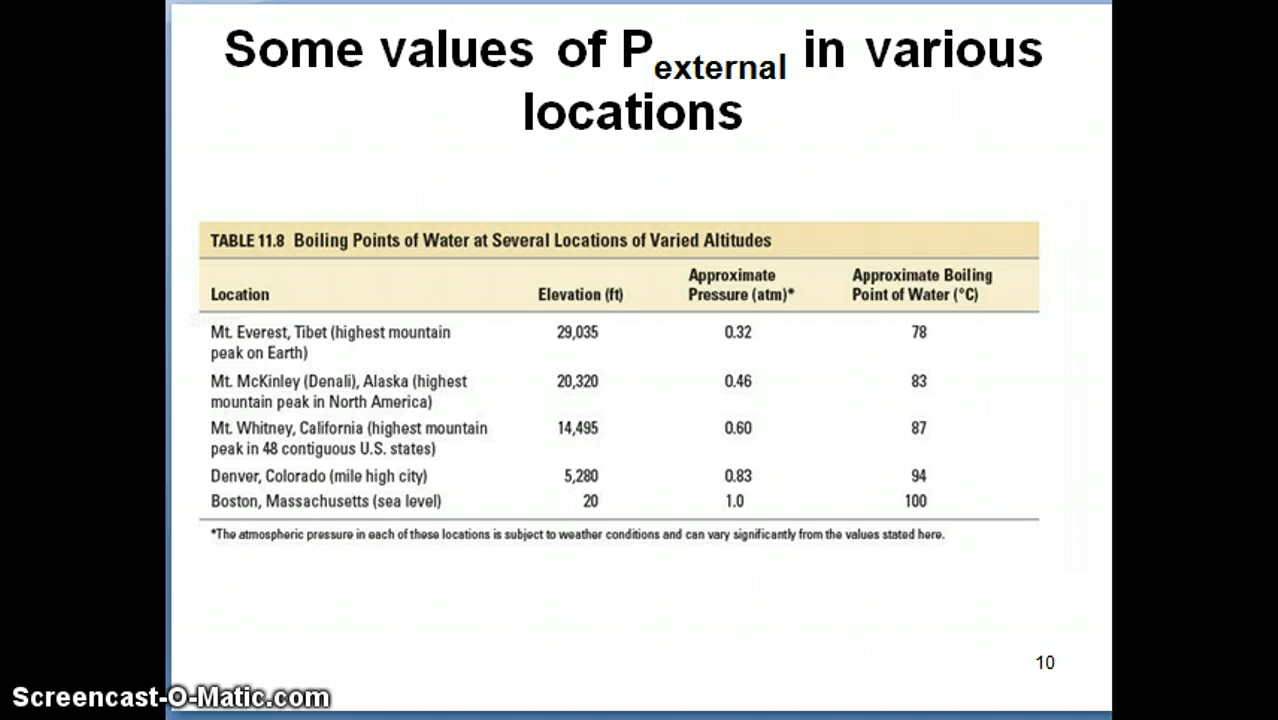 Some values of Pexternal in various
locations
TABLE 11.8 Boiling Points of Water at Several Locations of Varied Altitudes
Location Elevation (ft) Approximate Pressure (atm)* Approximate Boiling Point of Water (°C)
Mt. Everest, Tibet (highest mountain 29,035 0.32 78
peak on Earth)
Mt. McKinley (Denali), Alaska (highest 20,320 0.46 83
mountain peak in North America)
Mt. Whitney, California (highest mountain 14,495 0.60 87
peak in 48 contiguous U.S. states)
Denver, Colorado (mile high city) 5,280 0.83 94
Boston, Massachusetts (sea level) 20 1.0 100
*The atmospheric pressure in each of these locations is subject to weather conditions and can vary significantly from the values stated here.
10
Screencast-O-Matic.com